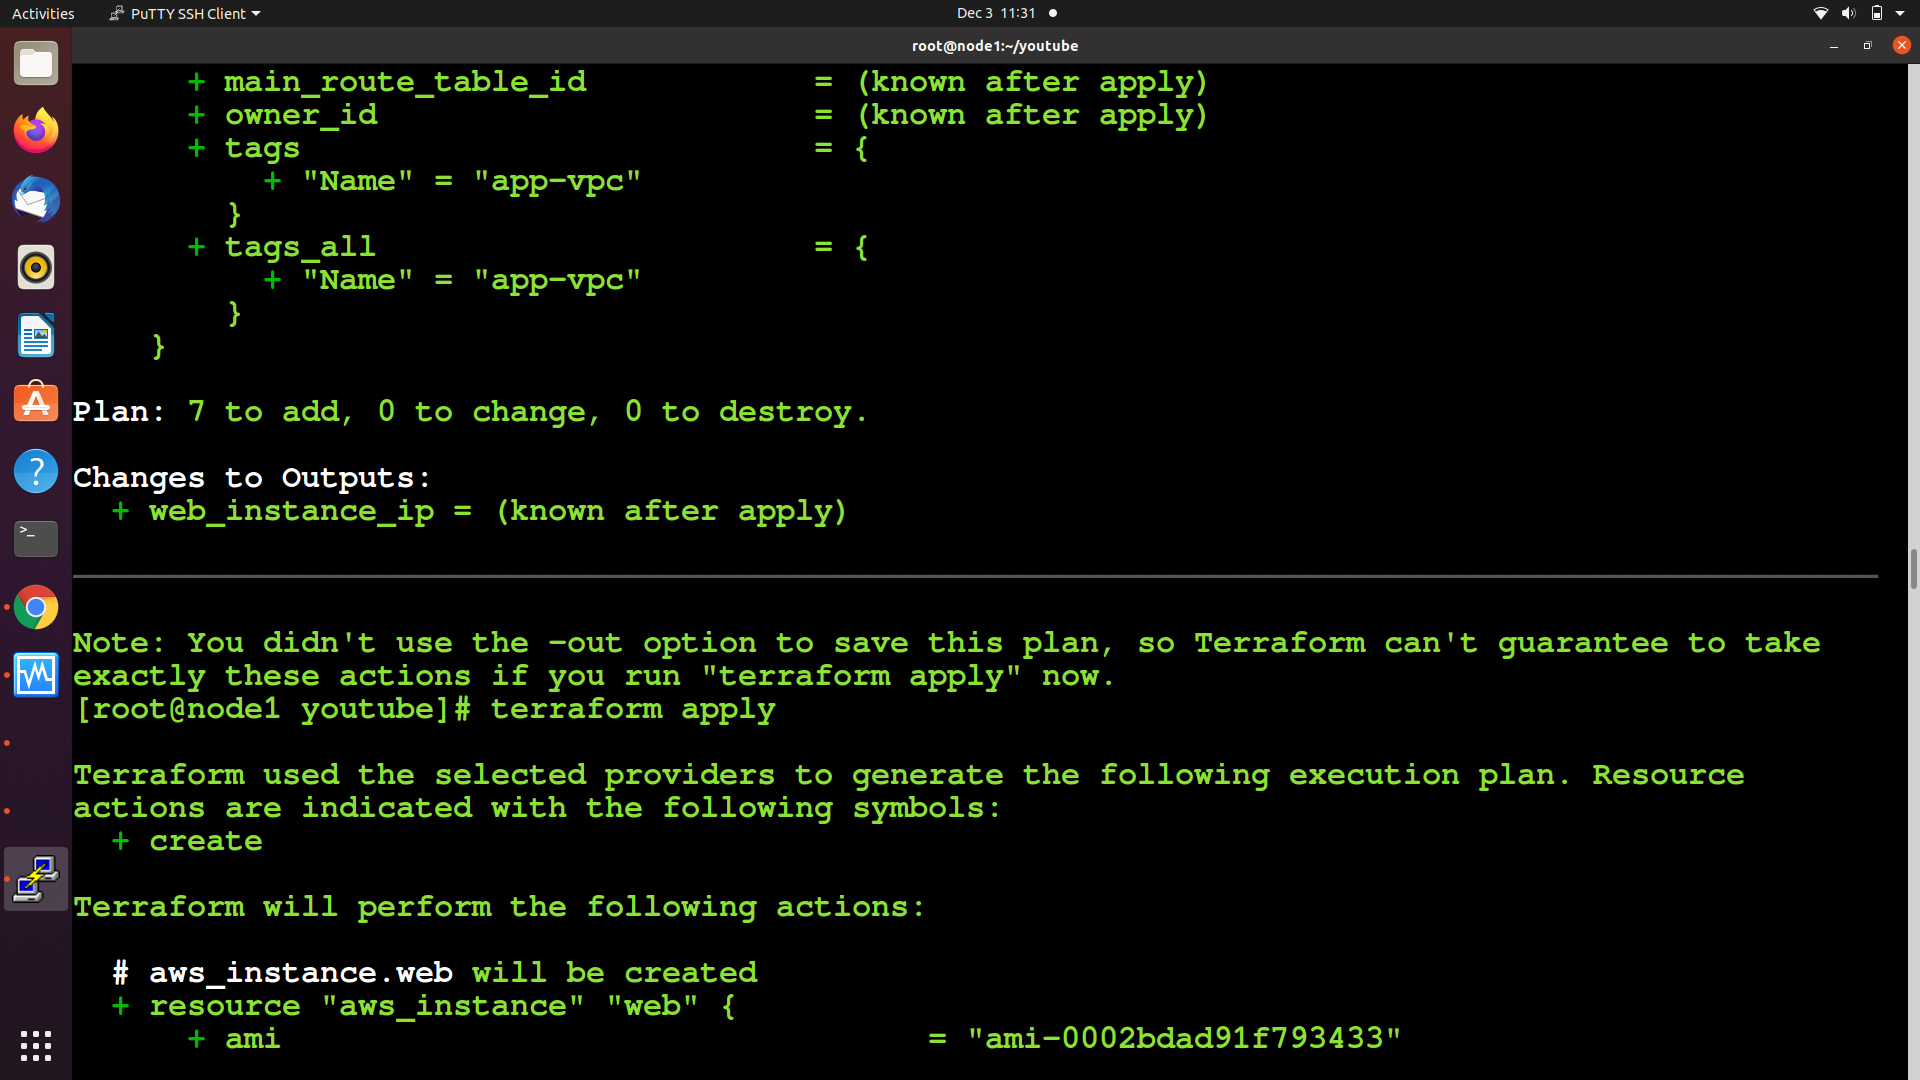 Activities PuTTY SSH Client Dec 3 11:31
root@node1:~/youtube
+ main_route_table_id = (known after apply)
+ owner_id = (known after apply)
+ tags = {
+ "Name" = "app-vpc"
}
+ tags_all = {
+ "Name" = "app-vpc"
}
}
Plan: 7 to add, 0 to change, 0 to destroy.
Changes to Outputs:
+ web_instance_ip = (known after apply)
Note: You didn't use the -out option to save this plan, so Terraform can't guarantee to take
exactly these actions if you run "terraform apply" now.
[root@node1 youtube]# terraform apply
Terraform used the selected providers to generate the following execution plan. Resource
actions are indicated with the following symbols:
+ create
Terraform will perform the following actions:
# aws_instance.web will be created
+ resource "aws_instance" "web" {
+ ami = "ami-0002bdad91f793433"